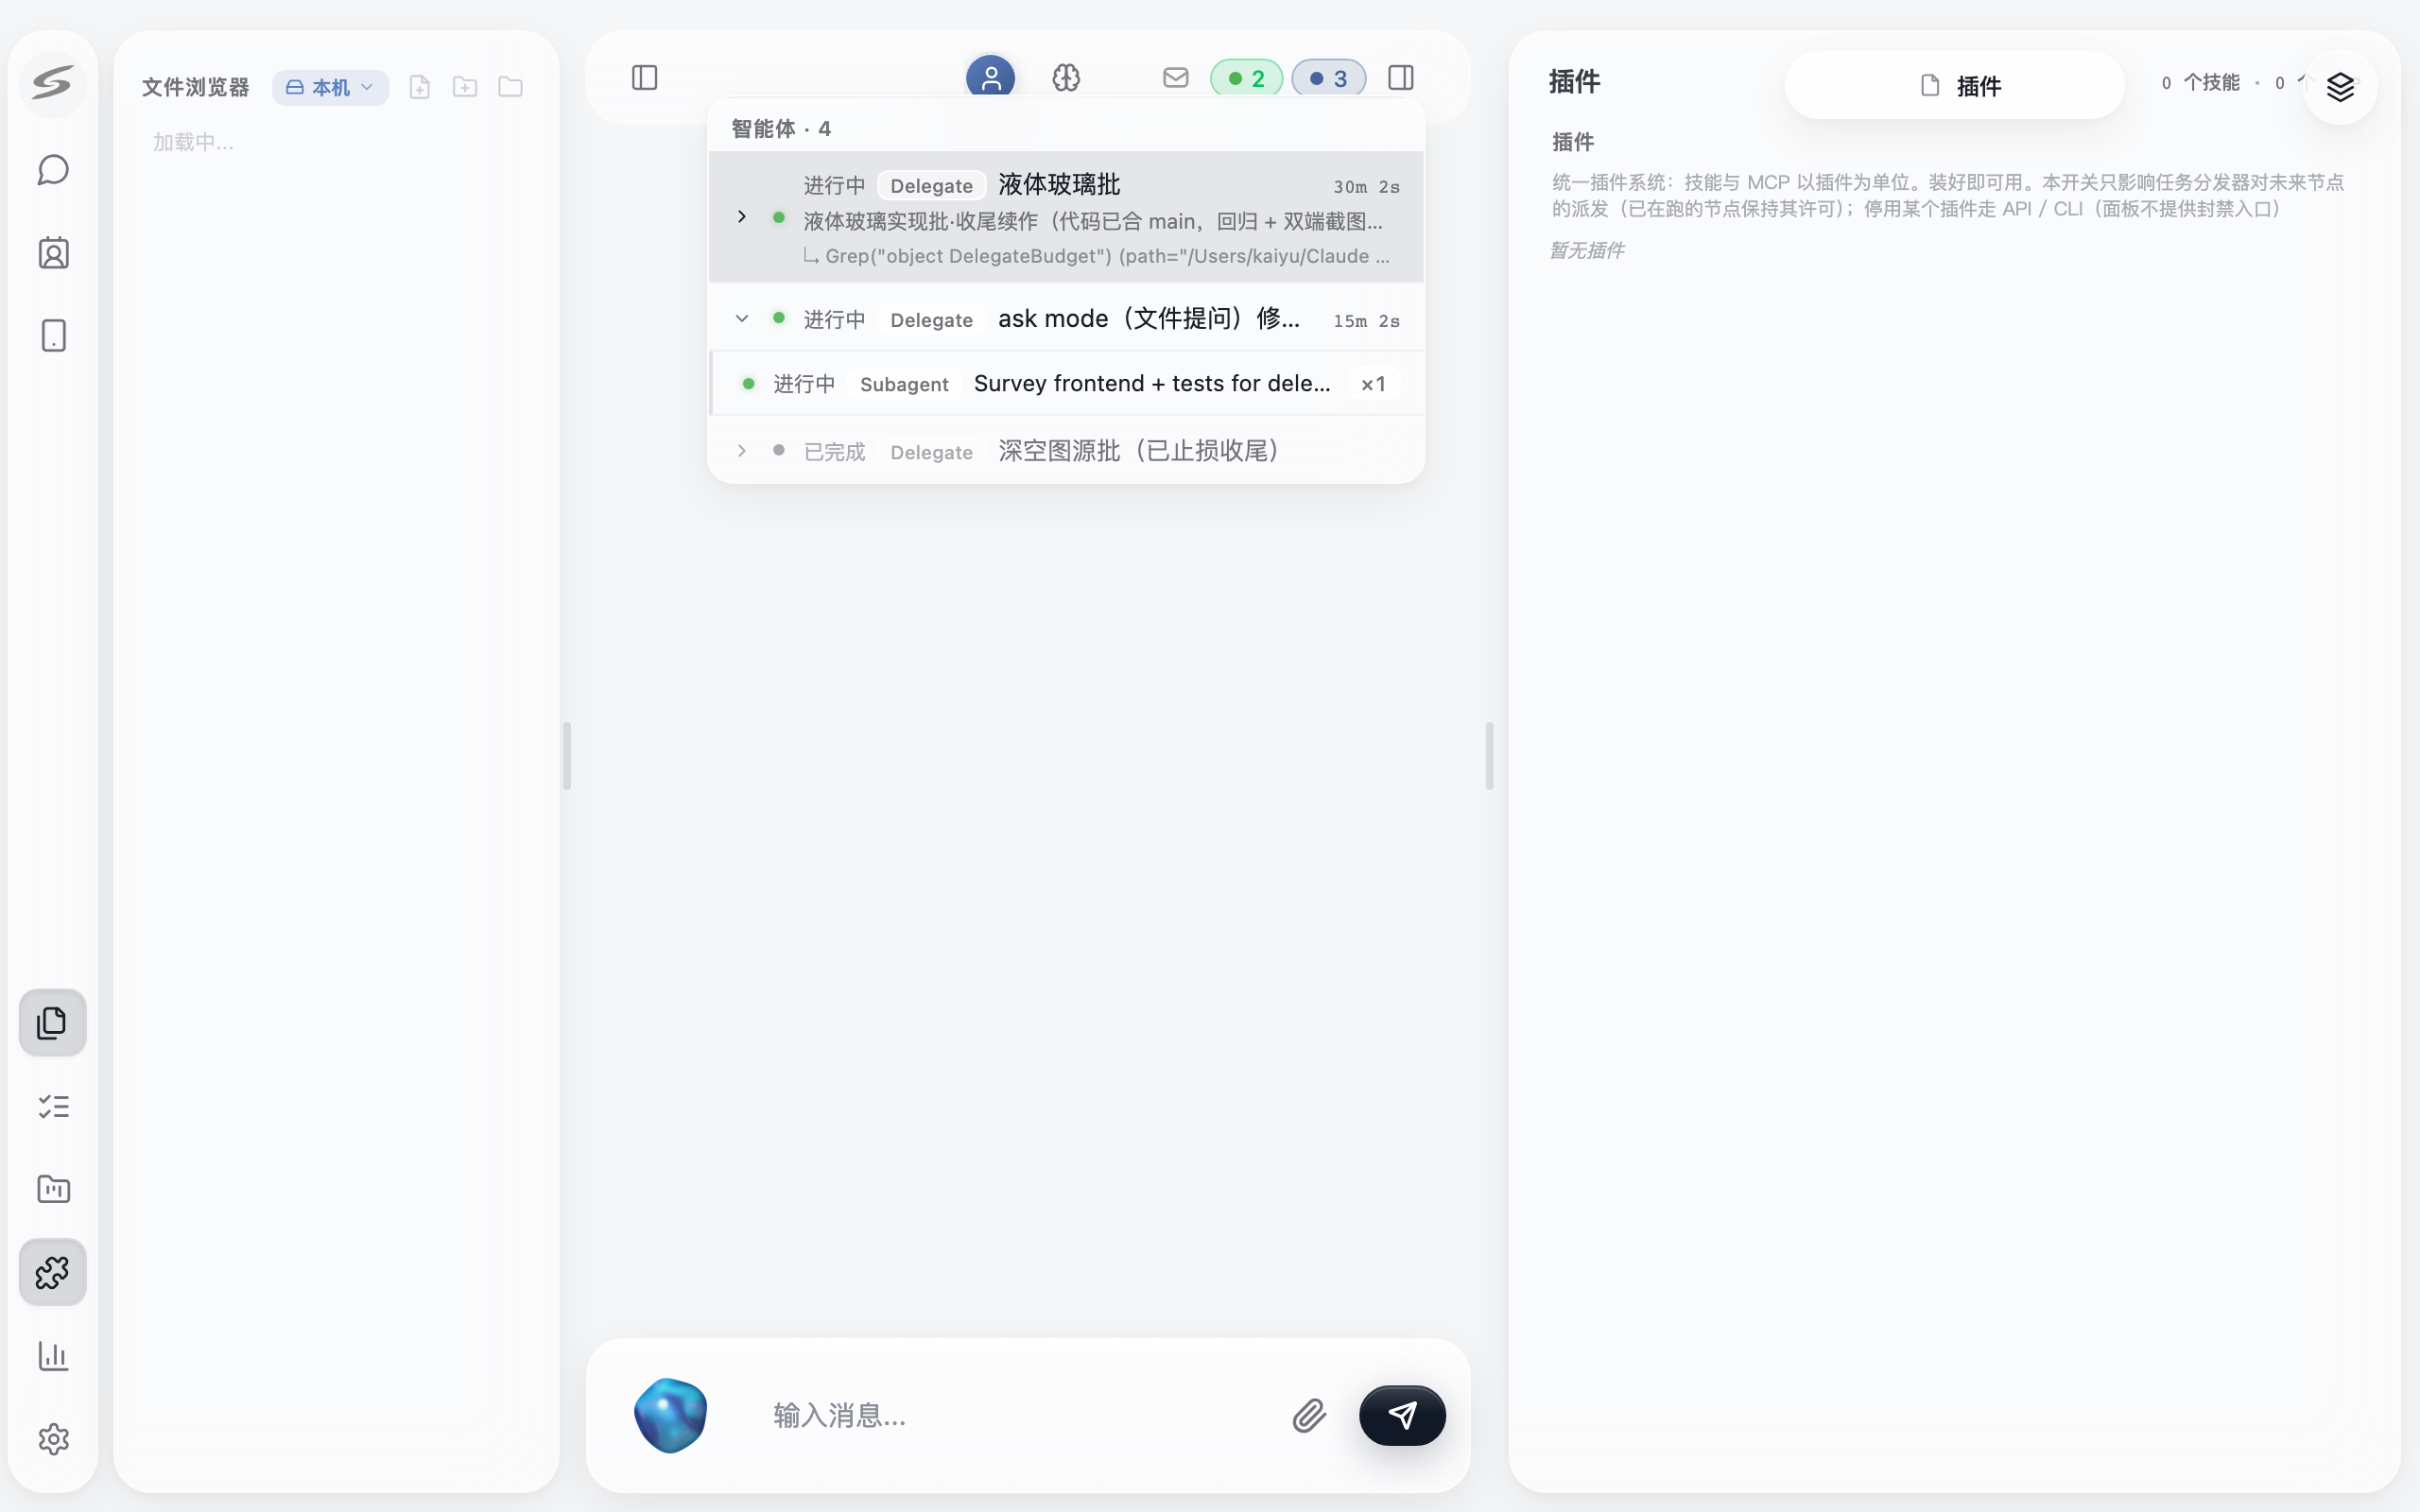 文件浏览器
本机
加载中...
2
3
智能体 · 4
进行中 Delegate 液体玻璃批 30m 2s
液体玻璃实现批·收尾续作（代码已合 main，回归 + 双端截图...
Grep("object DelegateBudget") (path="/Users/kaiyu/Claude ...
进行中 Delegate ask mode（文件提问）修... 15m 2s
进行中 Subagent Survey frontend + tests for dele... ×1
已完成 Delegate 深空图源批（已止损收尾）
输入消息...
插件
插件
0 个技能 · 0
插件
统一插件系统：技能与 MCP 以插件为单位。装好即可用。本开关只影响任务分发器对未来节点
的派发（已在跑的节点保持其许可）；停用某个插件走 API / CLI（面板不提供封禁入口）
暂无插件